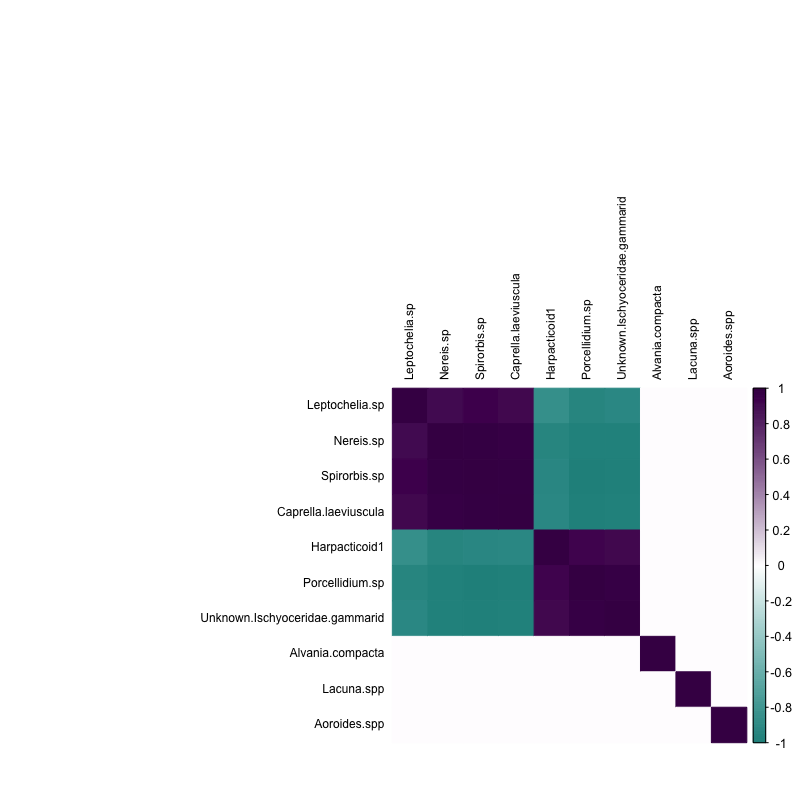 Leptochelia.sp
Nereis.sp
Spirorbis.sp
Caprella.laeviuscula
Harpacticoid1
Porcellidium.sp
Unknown.Ischyoceridae.gammarid
Alvania.compacta
Lacuna.spp
Aoroides.spp
Leptochelia.sp
Nereis.sp
Spirorbis.sp
Caprella.laeviuscula
Harpacticoid1
Porcellidium.sp
Unknown.Ischyoceridae.gammarid
Alvania.compacta
Lacuna.spp
Aoroides.spp
1
0.8
0.6
0.4
0.2
0
-0.2
-0.4
-0.6
-0.8
-1